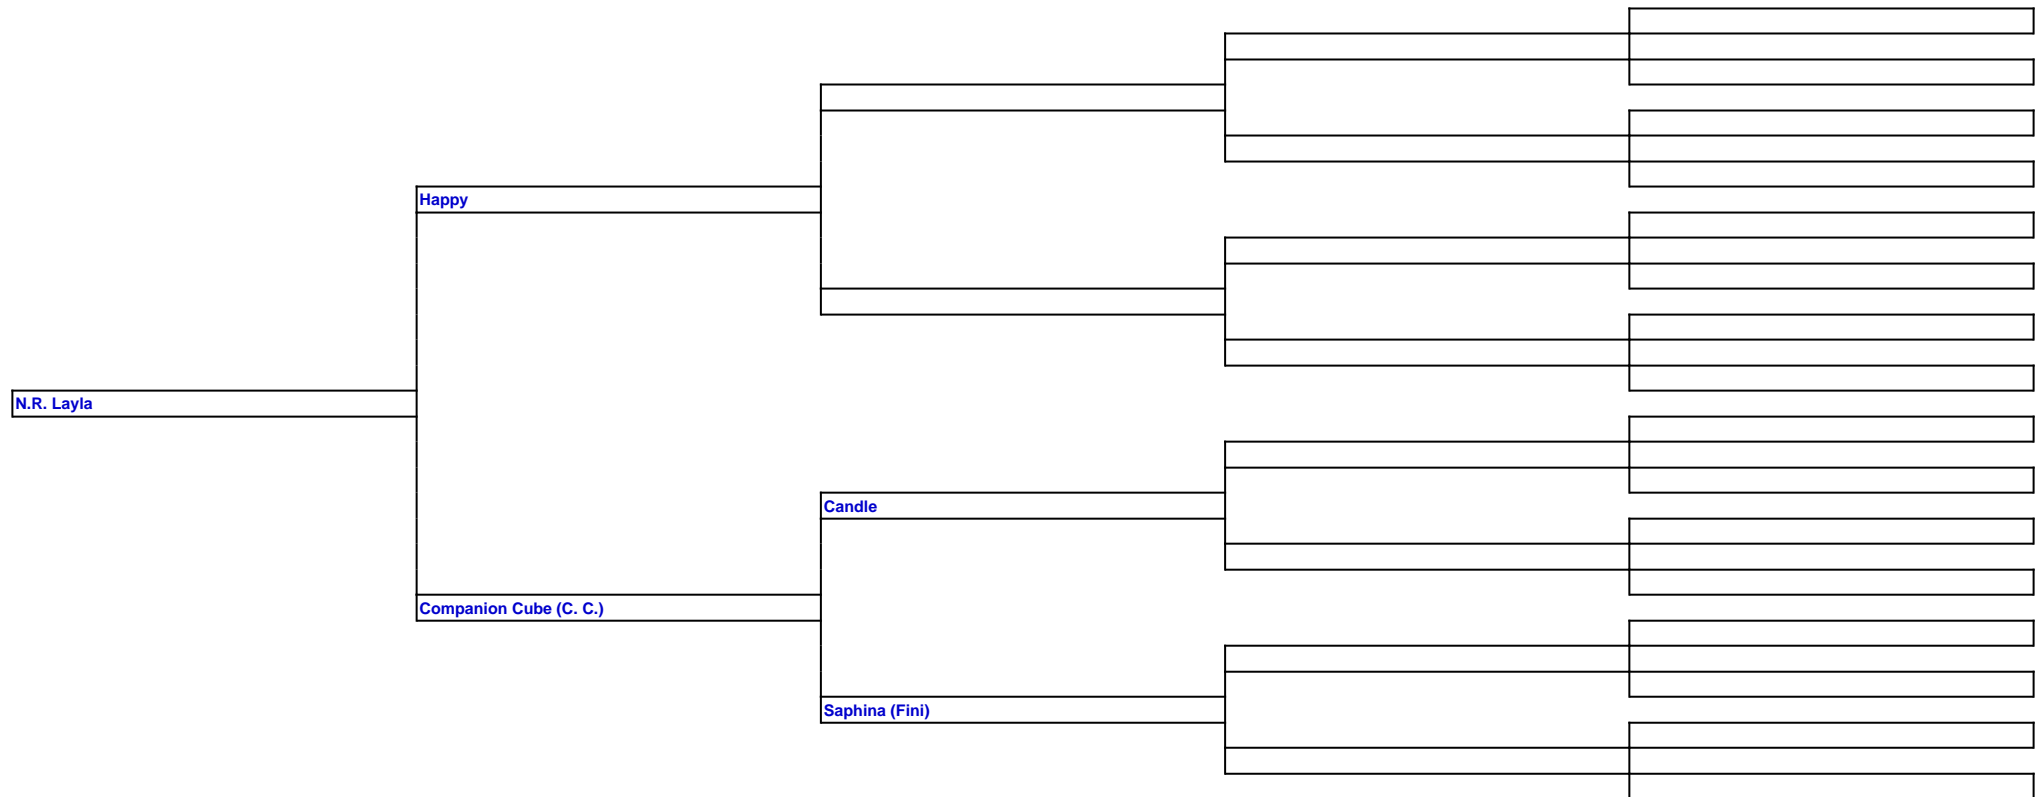 Happy
N.R. Layla
Candle
Companion Cube (C. C.)
Saphina (Fini)